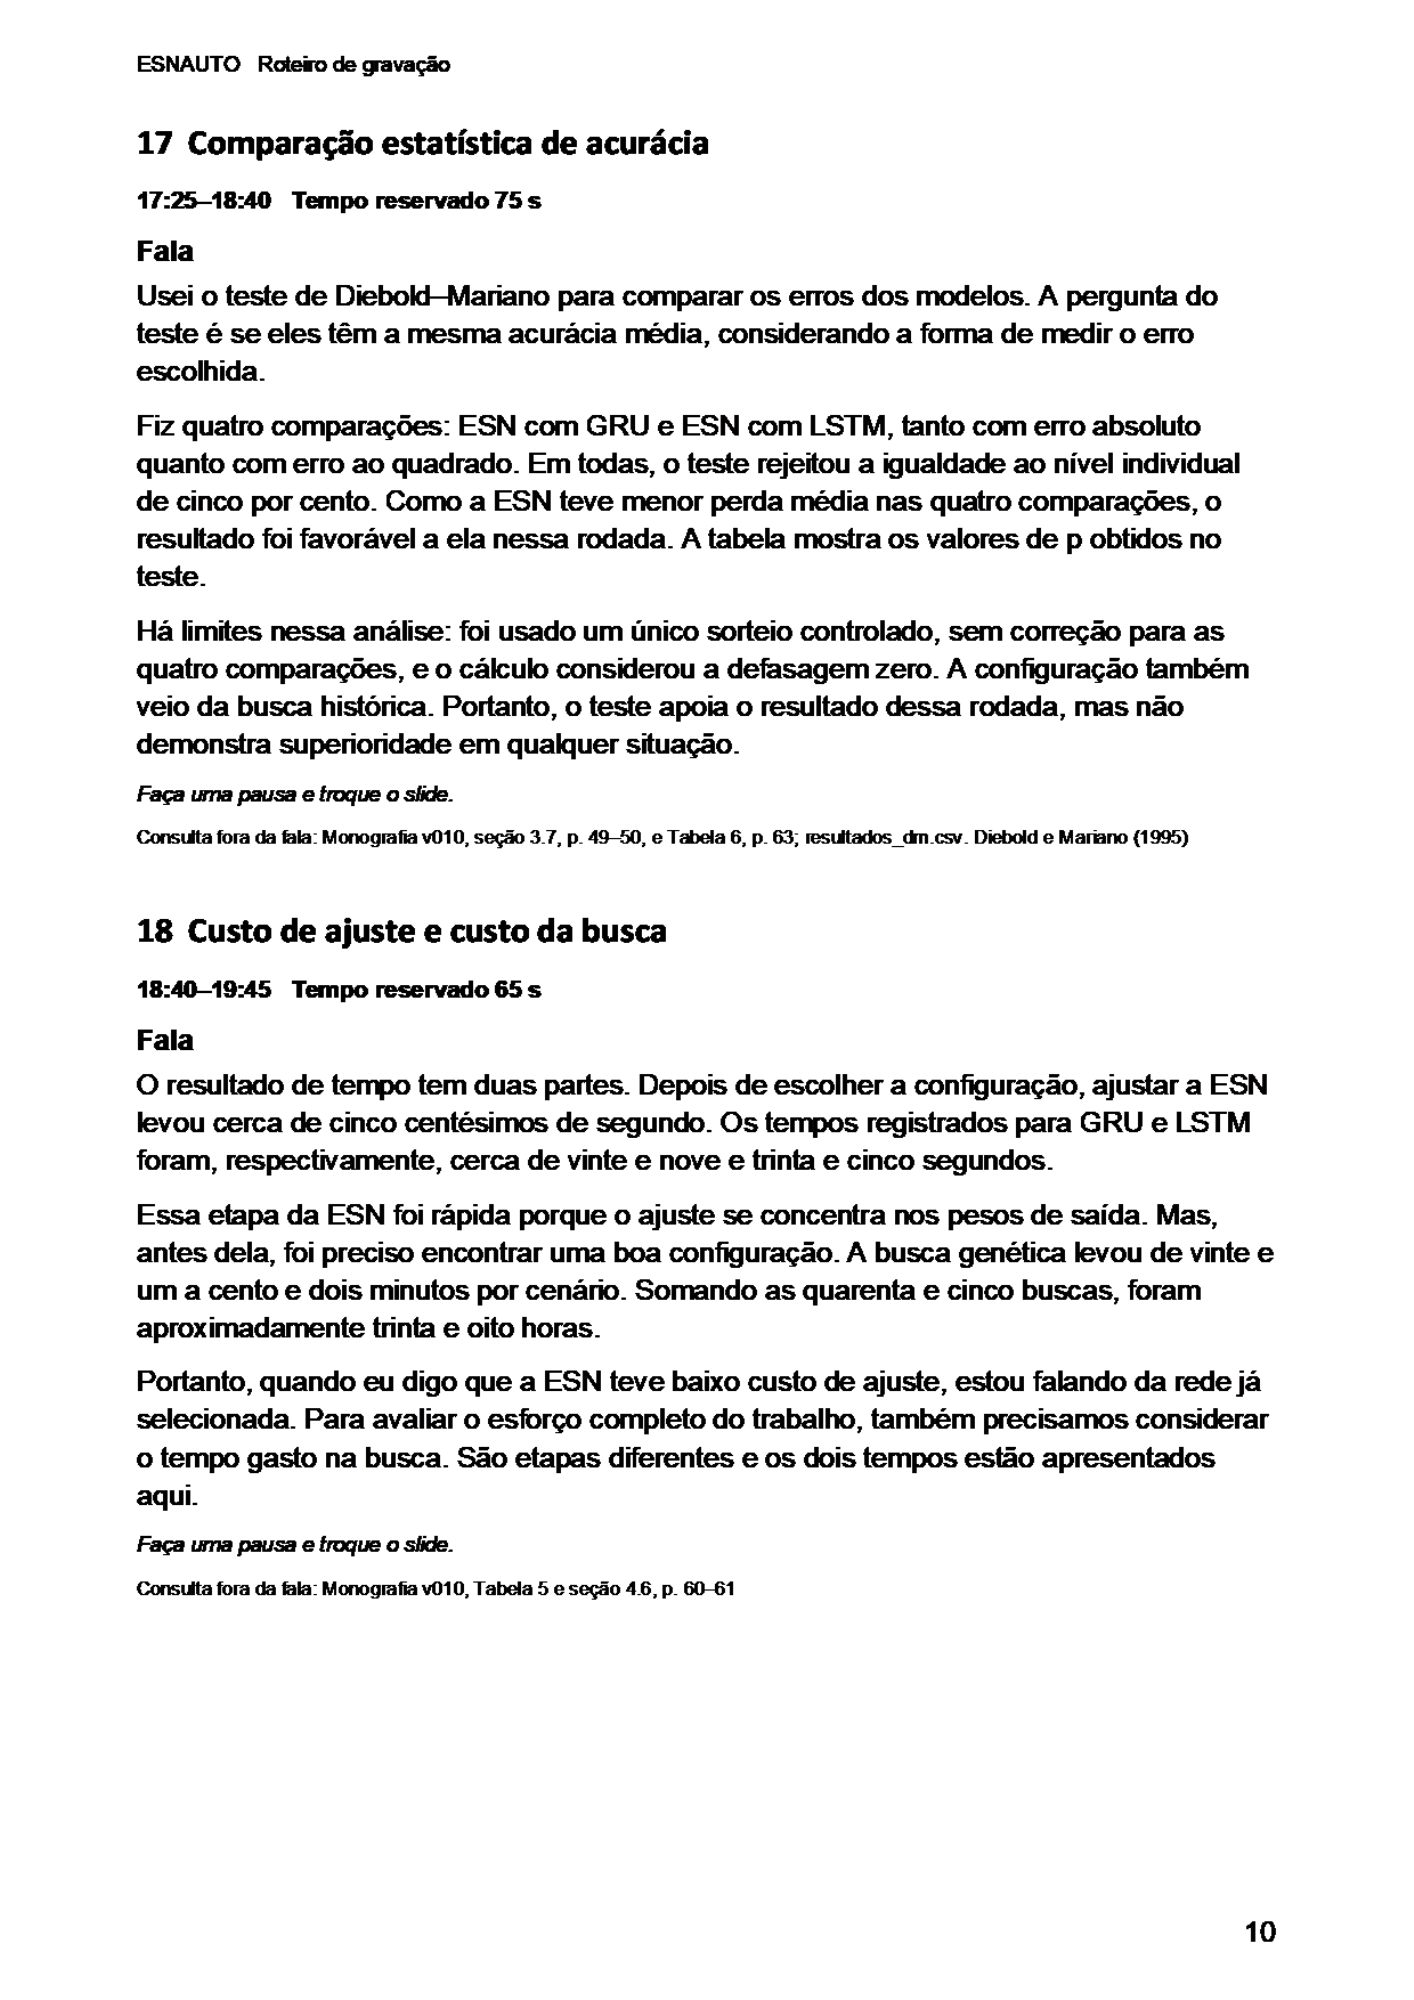 ESNAUTO Roteiro de gravação
17 Comparação estatística de acurácia
17:25–18:40 Tempo reservado 75 s
Fala
Usei o teste de Diebold–Mariano para comparar os erros dos modelos. A pergunta do
teste é se eles têm a mesma acurácia média, considerando a forma de medir o erro
escolhida.
Fiz quatro comparações: ESN com GRU e ESN com LSTM, tanto com erro absoluto
quanto com erro ao quadrado. Em todas, o teste rejeitou a igualdade ao nível individual
de cinco por cento. Como a ESN teve menor perda média nas quatro comparações, o
resultado foi favorável a ela nessa rodada. A tabela mostra os valores de p obtidos no
teste.
Há limites nessa análise: foi usado um único sorteio controlado, sem correção para as
quatro comparações, e o cálculo considerou a defasagem zero. A configuração também
veio da busca histórica. Portanto, o teste apoia o resultado dessa rodada, mas não
demonstra superioridade em qualquer situação.
Faça uma pausa e troque o slide.
Consulta fora da fala: Monografia v010, seção 3.7, p. 49–50, e Tabela 6, p. 63; resultados_dm.csv. Diebold e Mariano (1995)
18 Custo de ajuste e custo da busca
18:40–19:45 Tempo reservado 65 s
Fala
O resultado de tempo tem duas partes. Depois de escolher a configuração, ajustar a ESN
levou cerca de cinco centésimos de segundo. Os tempos registrados para GRU e LSTM
foram, respectivamente, cerca de vinte e nove e trinta e cinco segundos.
Essa etapa da ESN foi rápida porque o ajuste se concentra nos pesos de saída. Mas,
antes dela, foi preciso encontrar uma boa configuração. A busca genética levou de vinte e
um a cento e dois minutos por cenário. Somando as quarenta e cinco buscas, foram
aproximadamente trinta e oito horas.
Portanto, quando eu digo que a ESN teve baixo custo de ajuste, estou falando da rede já
selecionada. Para avaliar o esforço completo do trabalho, também precisamos considerar
o tempo gasto na busca. São etapas diferentes e os dois tempos estão apresentados
aqui.
Faça uma pausa e troque o slide.
Consulta fora da fala: Monografia v010, Tabela 5 e seção 4.6, p. 60–61
10